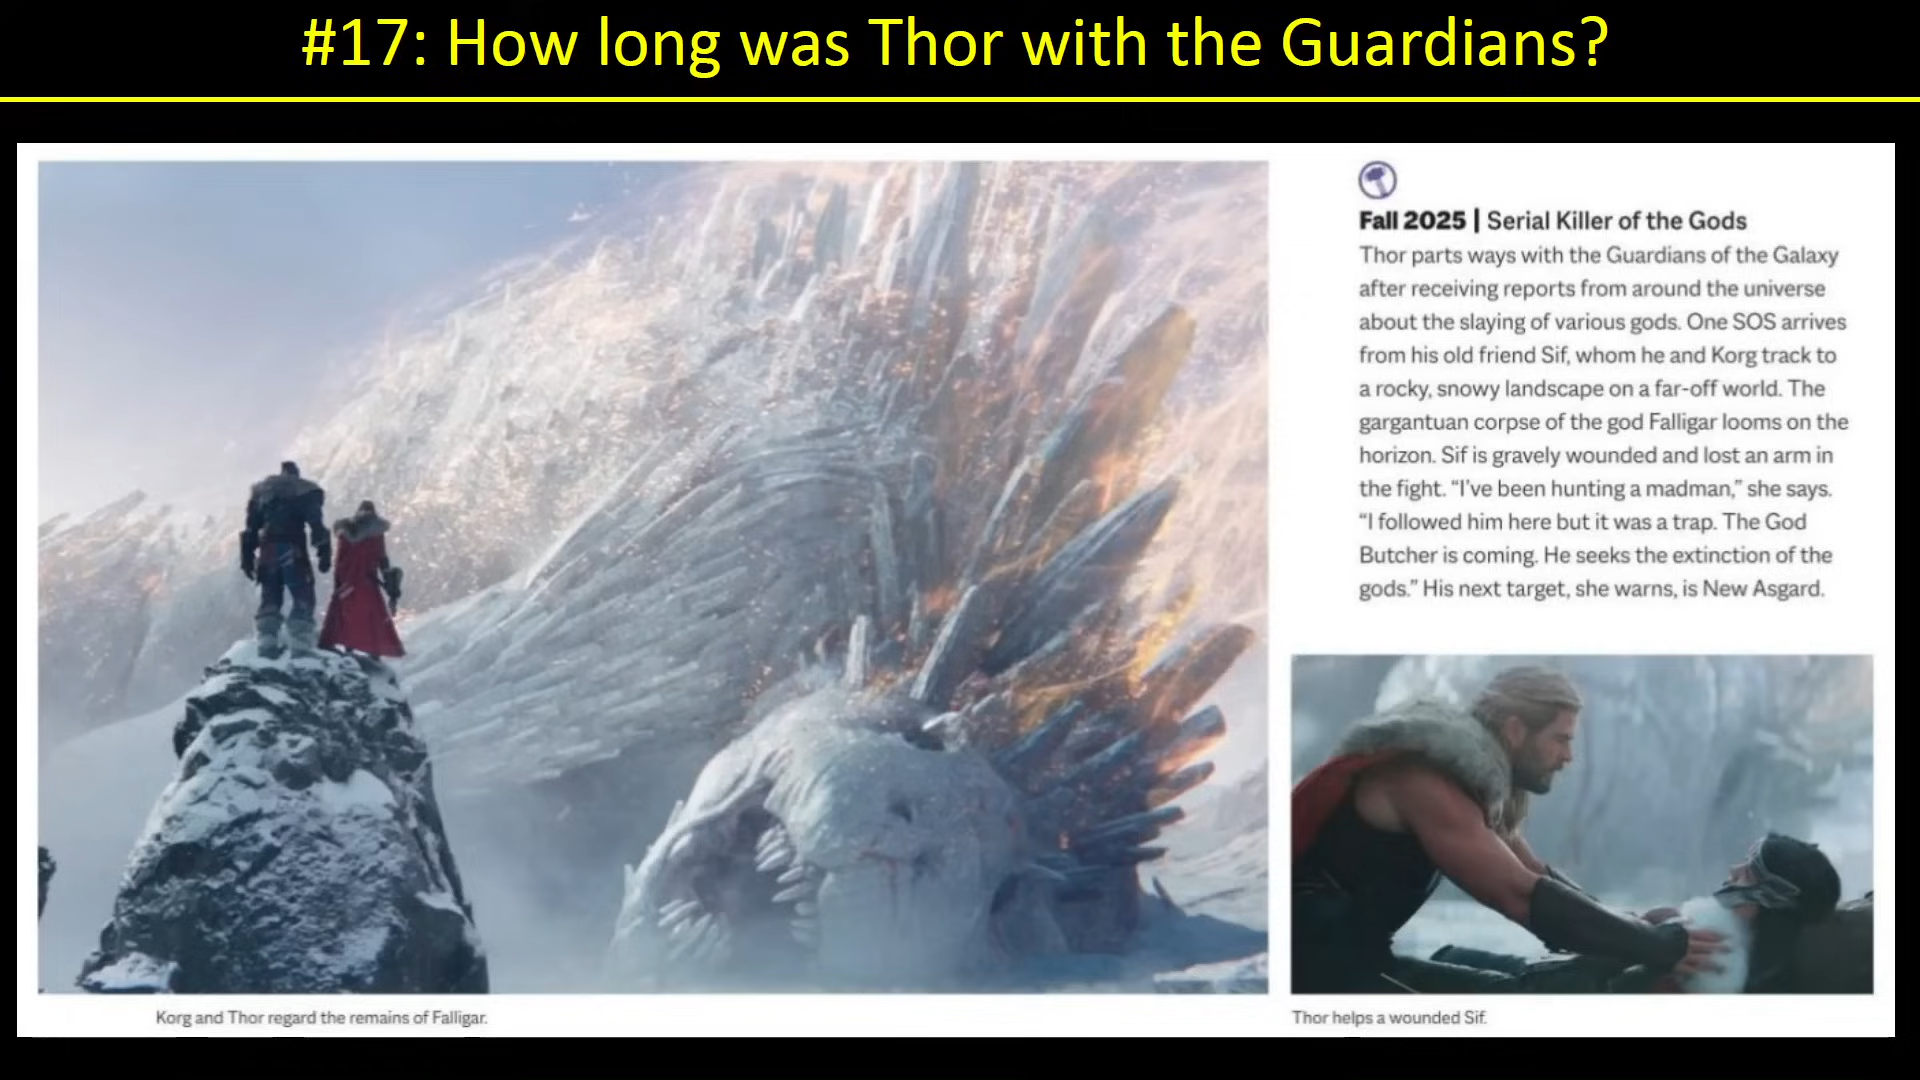 #17: How long was Thor with the Guardians?
Fall 2025 | Serial Killer of the Gods
Thor parts ways with the Guardians of the Galaxy
after receiving reports from around the universe
about the slaying of various gods. One SOS arrives
from his old friend Sif, whom he and Korg track to
a rocky, snowy landscape on a far-off world. The
gargantuan corpse of the god Falligar looms on the
horizon. Sif is gravely wounded and lost an arm in
the fight. “I’ve been hunting a madman,” she says.
“I followed him here but it was a trap. The God
Butcher is coming. He seeks the extinction of the
gods.” His next target, she warns, is New Asgard.
Korg and Thor regard the remains of Falligar.
Thor helps a wounded Sif.